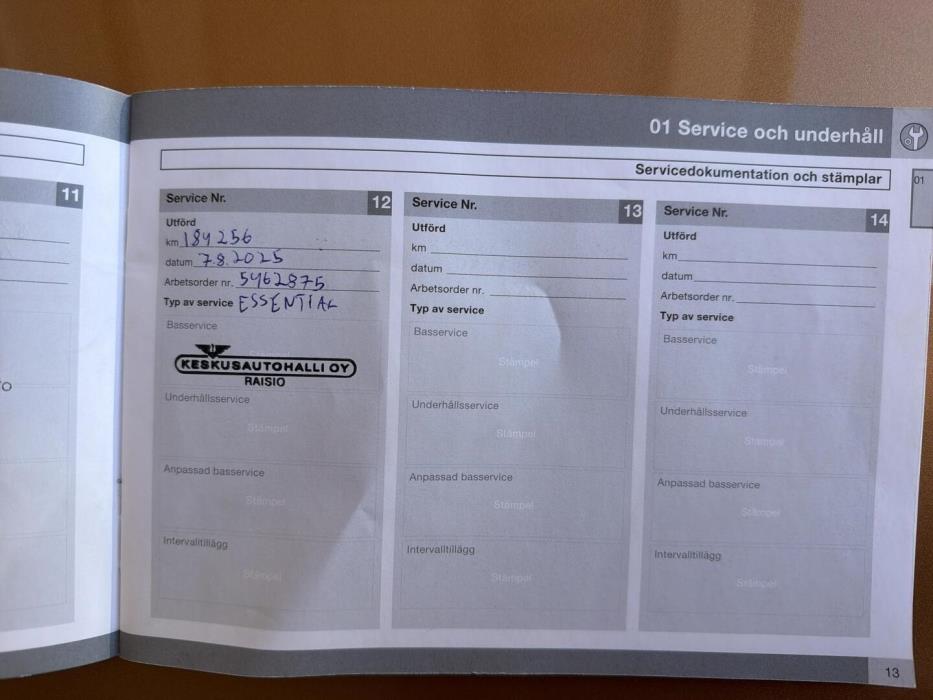 01 Service och underhåll
Servicedokumentation och stämplar
01
11
Service Nr. 12
Utförd
km 184 256
datum 7.8.2025
Arbetsorder nr. 5462875
Typ av service ESSENTIAL
Basservice
KESKUSAUTOHALLI OY
RAISIO
Underhållsservice
Stämpel
Anpassad basservice
Stämpel
Intervalltillägg
Stämpel
Service Nr. 13
Utförd
km
datum
Arbetsorder nr.
Typ av service
Basservice
Stämpel
Underhållsservice
Stämpel
Anpassad basservice
Stämpel
Intervalltillägg
Stämpel
Service Nr. 14
Utförd
km
datum
Arbetsorder nr.
Typ av service
Basservice
Stämpel
Underhållsservice
Stämpel
Anpassad basservice
Stämpel
Intervalltillägg
Stämpel
13